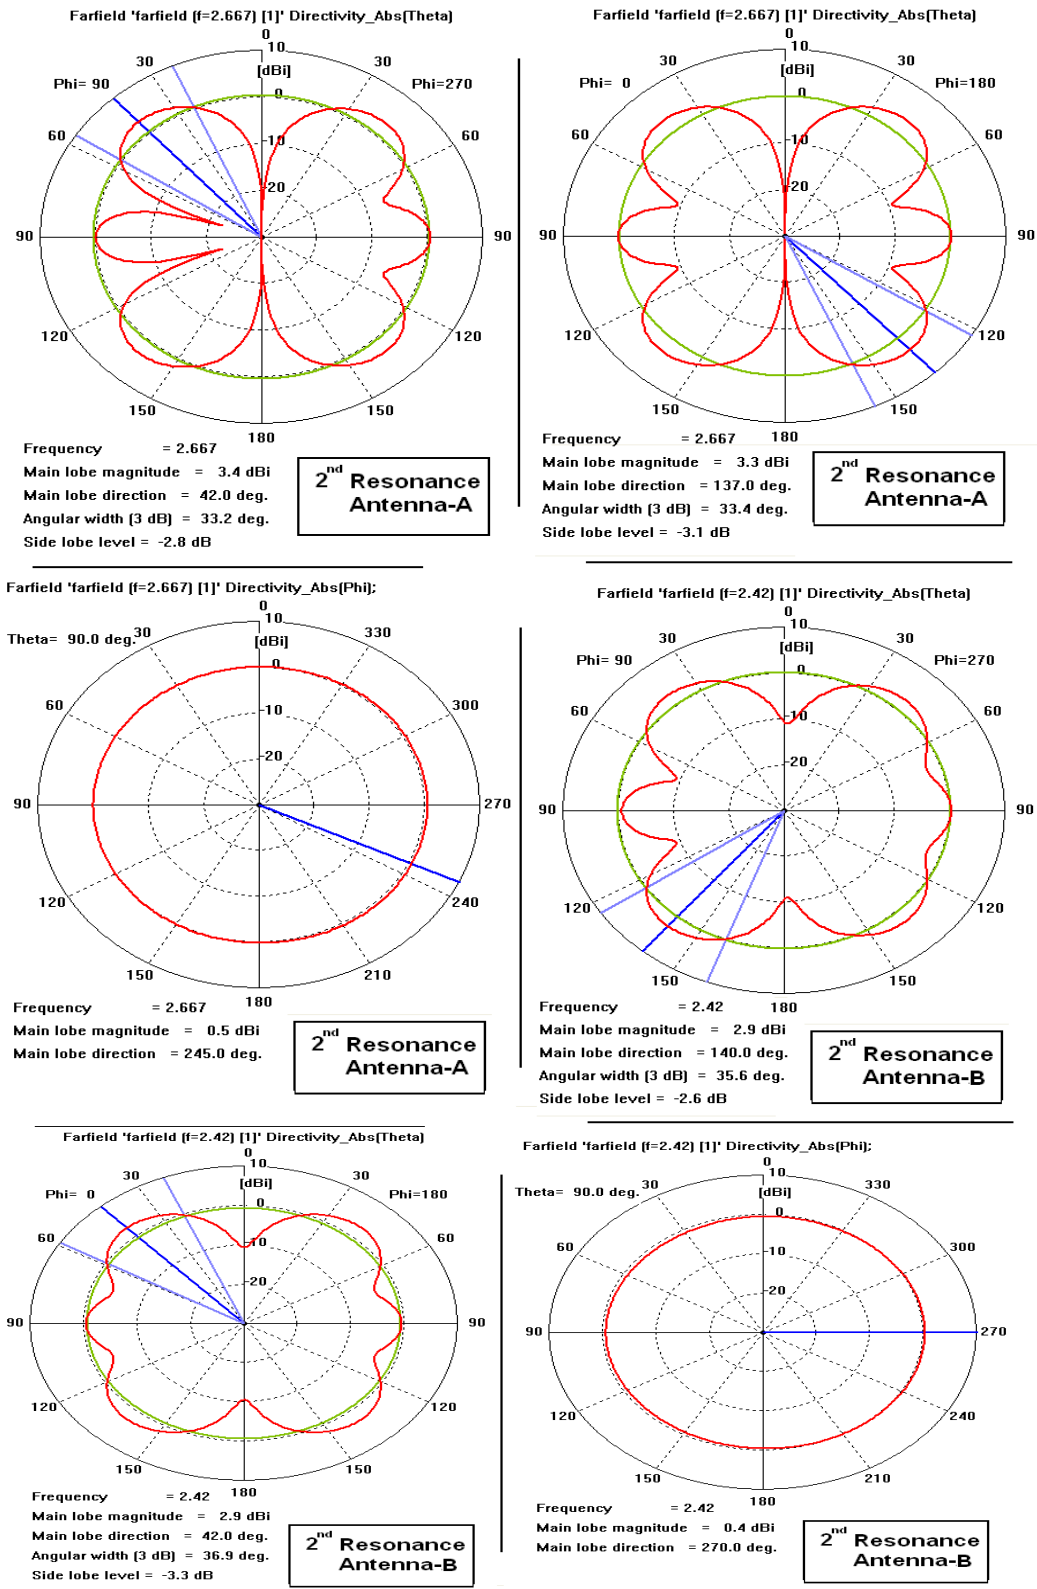 Farfield 'farfield (f=2.667) [1]' Directivity_Abs(Theta)
0
10
30
30
[dBi]
Phi= 90
Phi=270
0
60
60
-10
-20
90
90
120
120
150
150
180
Frequency = 2.667
Main lobe magnitude = 3.4 dBi
Main lobe direction = 42.0 deg.
Angular width (3 dB) = 33.2 deg.
Side lobe level = -2.8 dB
2nd Resonance
Antenna-A
Farfield 'farfield (f=2.667) [1]' Directivity_Abs(Theta)
0
10
30
30
[dBi]
Phi= 0
Phi=180
0
60
60
-10
-20
90
90
120
120
150
150
180
Frequency = 2.667
Main lobe magnitude = 3.3 dBi
Main lobe direction = 137.0 deg.
Angular width (3 dB) = 33.4 deg.
Side lobe level = -3.1 dB
2nd Resonance
Antenna-A
Farfield 'farfield (f=2.667) [1]' Directivity_Abs(Phi);
0
10
Theta= 90.0 deg.
30
330
[dBi]
0
60
300
-10
-20
90
270
120
240
150
210
180
Frequency = 2.667
Main lobe magnitude = 0.5 dBi
Main lobe direction = 245.0 deg.
2nd Resonance
Antenna-A
Farfield 'farfield (f=2.42) [1]' Directivity_Abs(Theta)
0
10
30
30
[dBi]
Phi= 90
Phi=270
0
60
60
-10
-20
90
90
120
120
150
150
180
Frequency = 2.42
Main lobe magnitude = 2.9 dBi
Main lobe direction = 140.0 deg.
Angular width (3 dB) = 35.6 deg.
Side lobe level = -2.6 dB
2nd Resonance
Antenna-B
Farfield 'farfield (f=2.42) [1]' Directivity_Abs(Theta)
0
10
30
30
[dBi]
Phi= 0
Phi=180
0
60
60
-10
-20
90
90
120
120
150
150
180
Frequency = 2.42
Main lobe magnitude = 2.9 dBi
Main lobe direction = 42.0 deg.
Angular width (3 dB) = 36.9 deg.
Side lobe level = -3.3 dB
2nd Resonance
Antenna-B
Farfield 'farfield (f=2.42) [1]' Directivity_Abs(Phi);
0
10
Theta= 90.0 deg.
30
330
[dBi]
0
60
300
-10
-20
90
270
120
240
150
210
180
Frequency = 2.42
Main lobe magnitude = 0.4 dBi
Main lobe direction = 270.0 deg.
2nd Resonance
Antenna-B